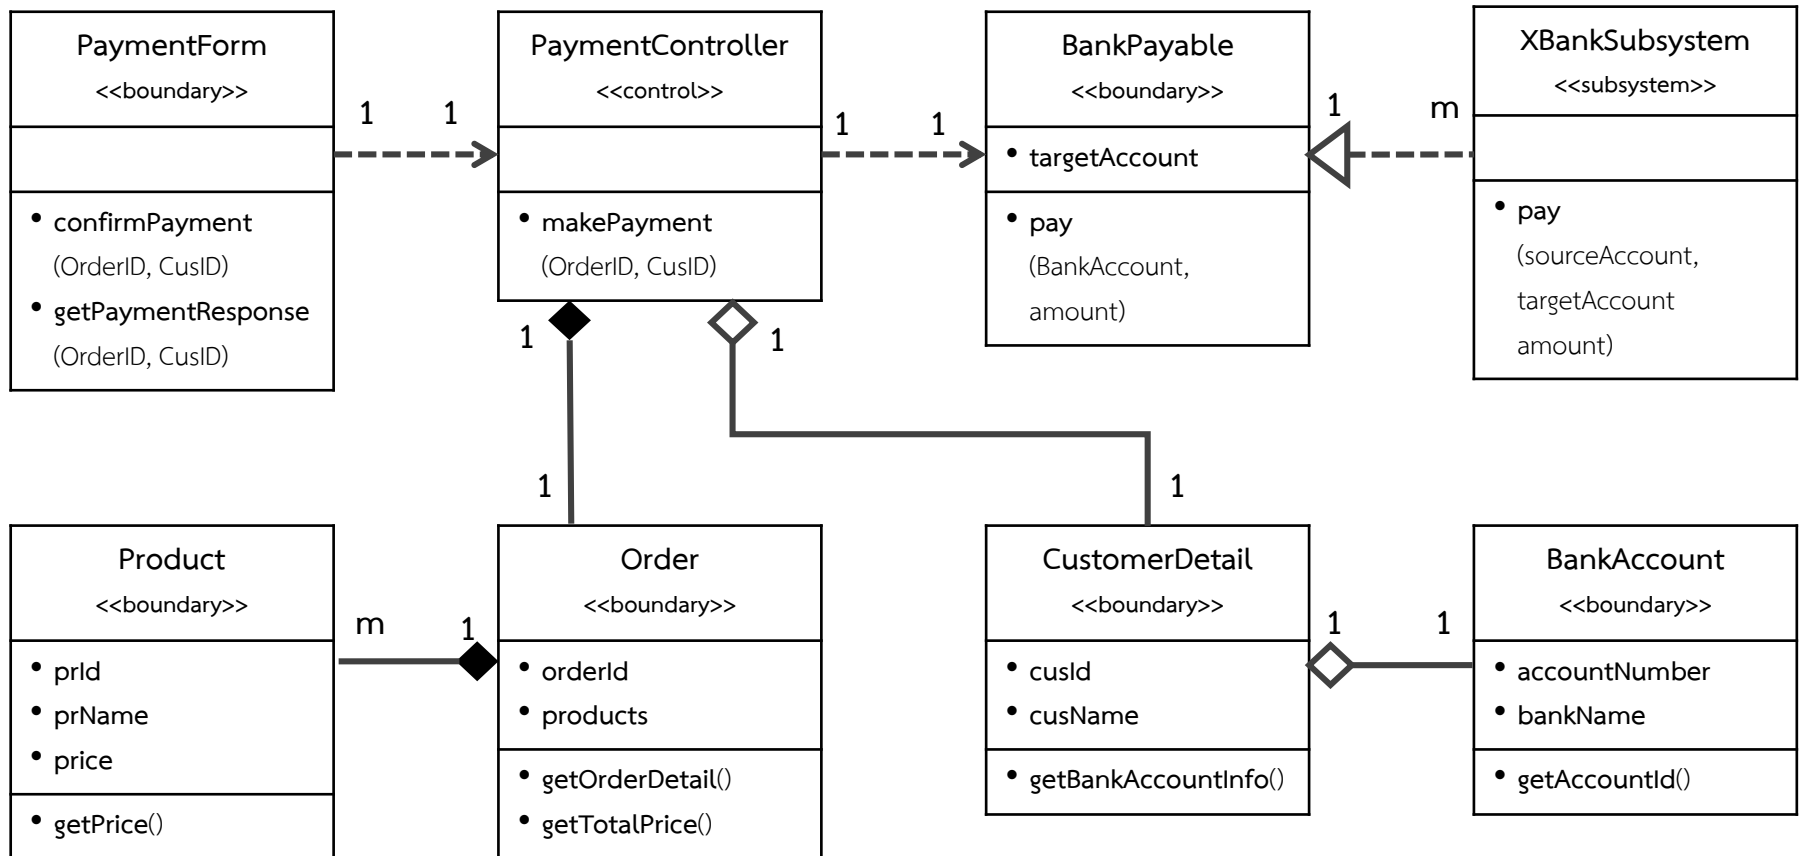 PaymentForm
<<boundary>>
confirmPayment
(OrderID, CusID)
getPaymentResponse
(OrderID, CusID)
1
1
PaymentController
<<control>>
makePayment
(OrderID, CusID)
1
1
BankPayable
<<boundary>>
targetAccount
pay
(BankAccount,
amount)
1
m
XBankSubsystem
<<subsystem>>
pay
(sourceAccount,
targetAccount
amount)
1
1
1
1
Product
<<boundary>>
prId
prName
price
getPrice()
m
1
Order
<<boundary>>
orderId
products
getOrderDetail()
getTotalPrice()
CustomerDetail
<<boundary>>
cusId
cusName
getBankAccountInfo()
1
1
BankAccount
<<boundary>>
accountNumber
bankName
getAccountId()